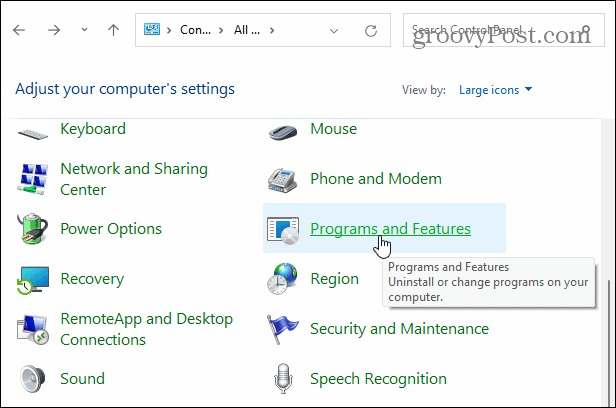 Con... All ... Search Control Panel
groovyPost.com
Adjust your computer's settings View by: Large icons
Keyboard Mouse
Network and Sharing
Center
Phone and Modem
Power Options Programs and Features
Programs and Features
Uninstall or change programs on your
computer.
Recovery Region
RemoteApp and Desktop
Connections
Security and Maintenance
Sound Speech Recognition